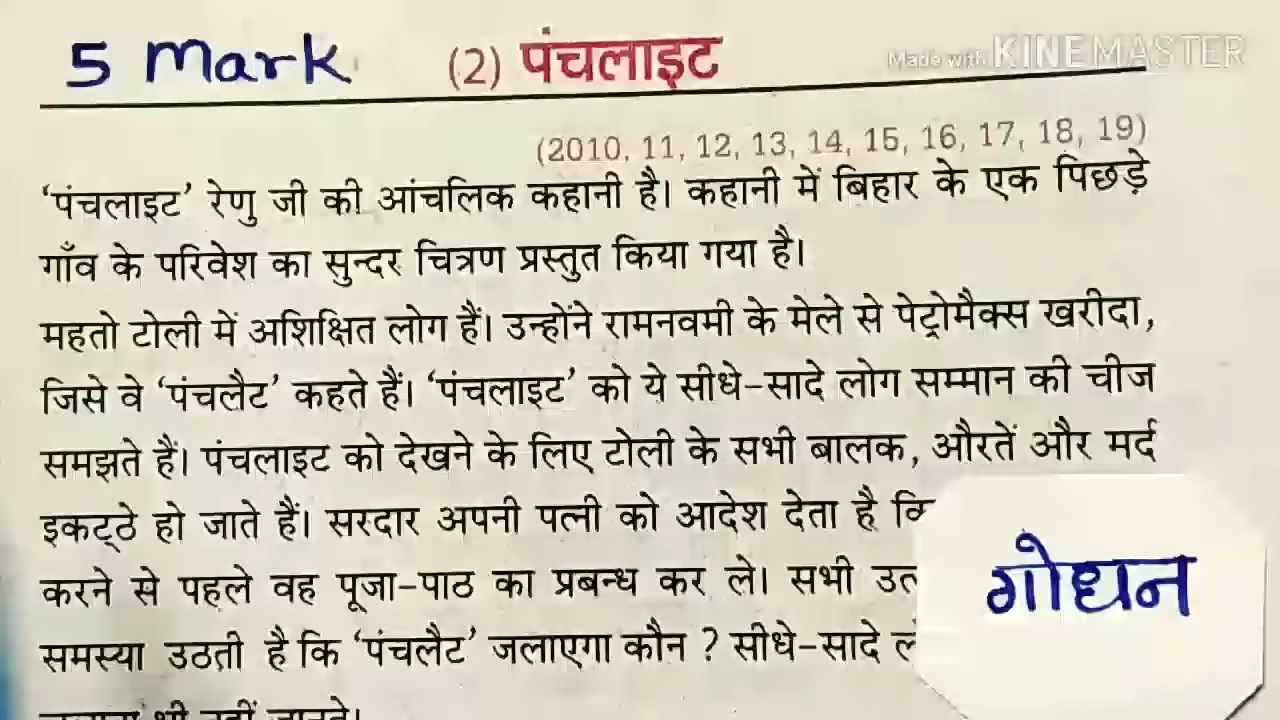 5 Mark (2) पंचलाइट Made with KINEMASTER
(2010, 11, 12, 13, 14, 15, 16, 17, 18, 19)
‘पंचलाइट’ रेणु जी की आंचलिक कहानी है। कहानी में बिहार के एक पिछड़े
गाँव के परिवेश का सुन्दर चित्रण प्रस्तुत किया गया है।
महतो टोली में अशिक्षित लोग हैं। उन्होंने रामनवमी के मेले से पेट्रोमैक्स खरीदा,
जिसे वे ‘पंचलैट’ कहते हैं। ‘पंचलाइट’ को ये सीधे-सादे लोग सम्मान की चीज
समझते हैं। पंचलाइट को देखने के लिए टोली के सभी बालक, औरतें और मर्द
इकट्ठे हो जाते हैं। सरदार अपनी पत्नी को आदेश देता है
करने से पहले वह पूजा-पाठ का प्रबन्ध कर ले। सभी
गोधन
समस्या उठती है कि ‘पंचलैट’ जलाएगा कौन ? सीधे-सादे
भी नहीं जानते।